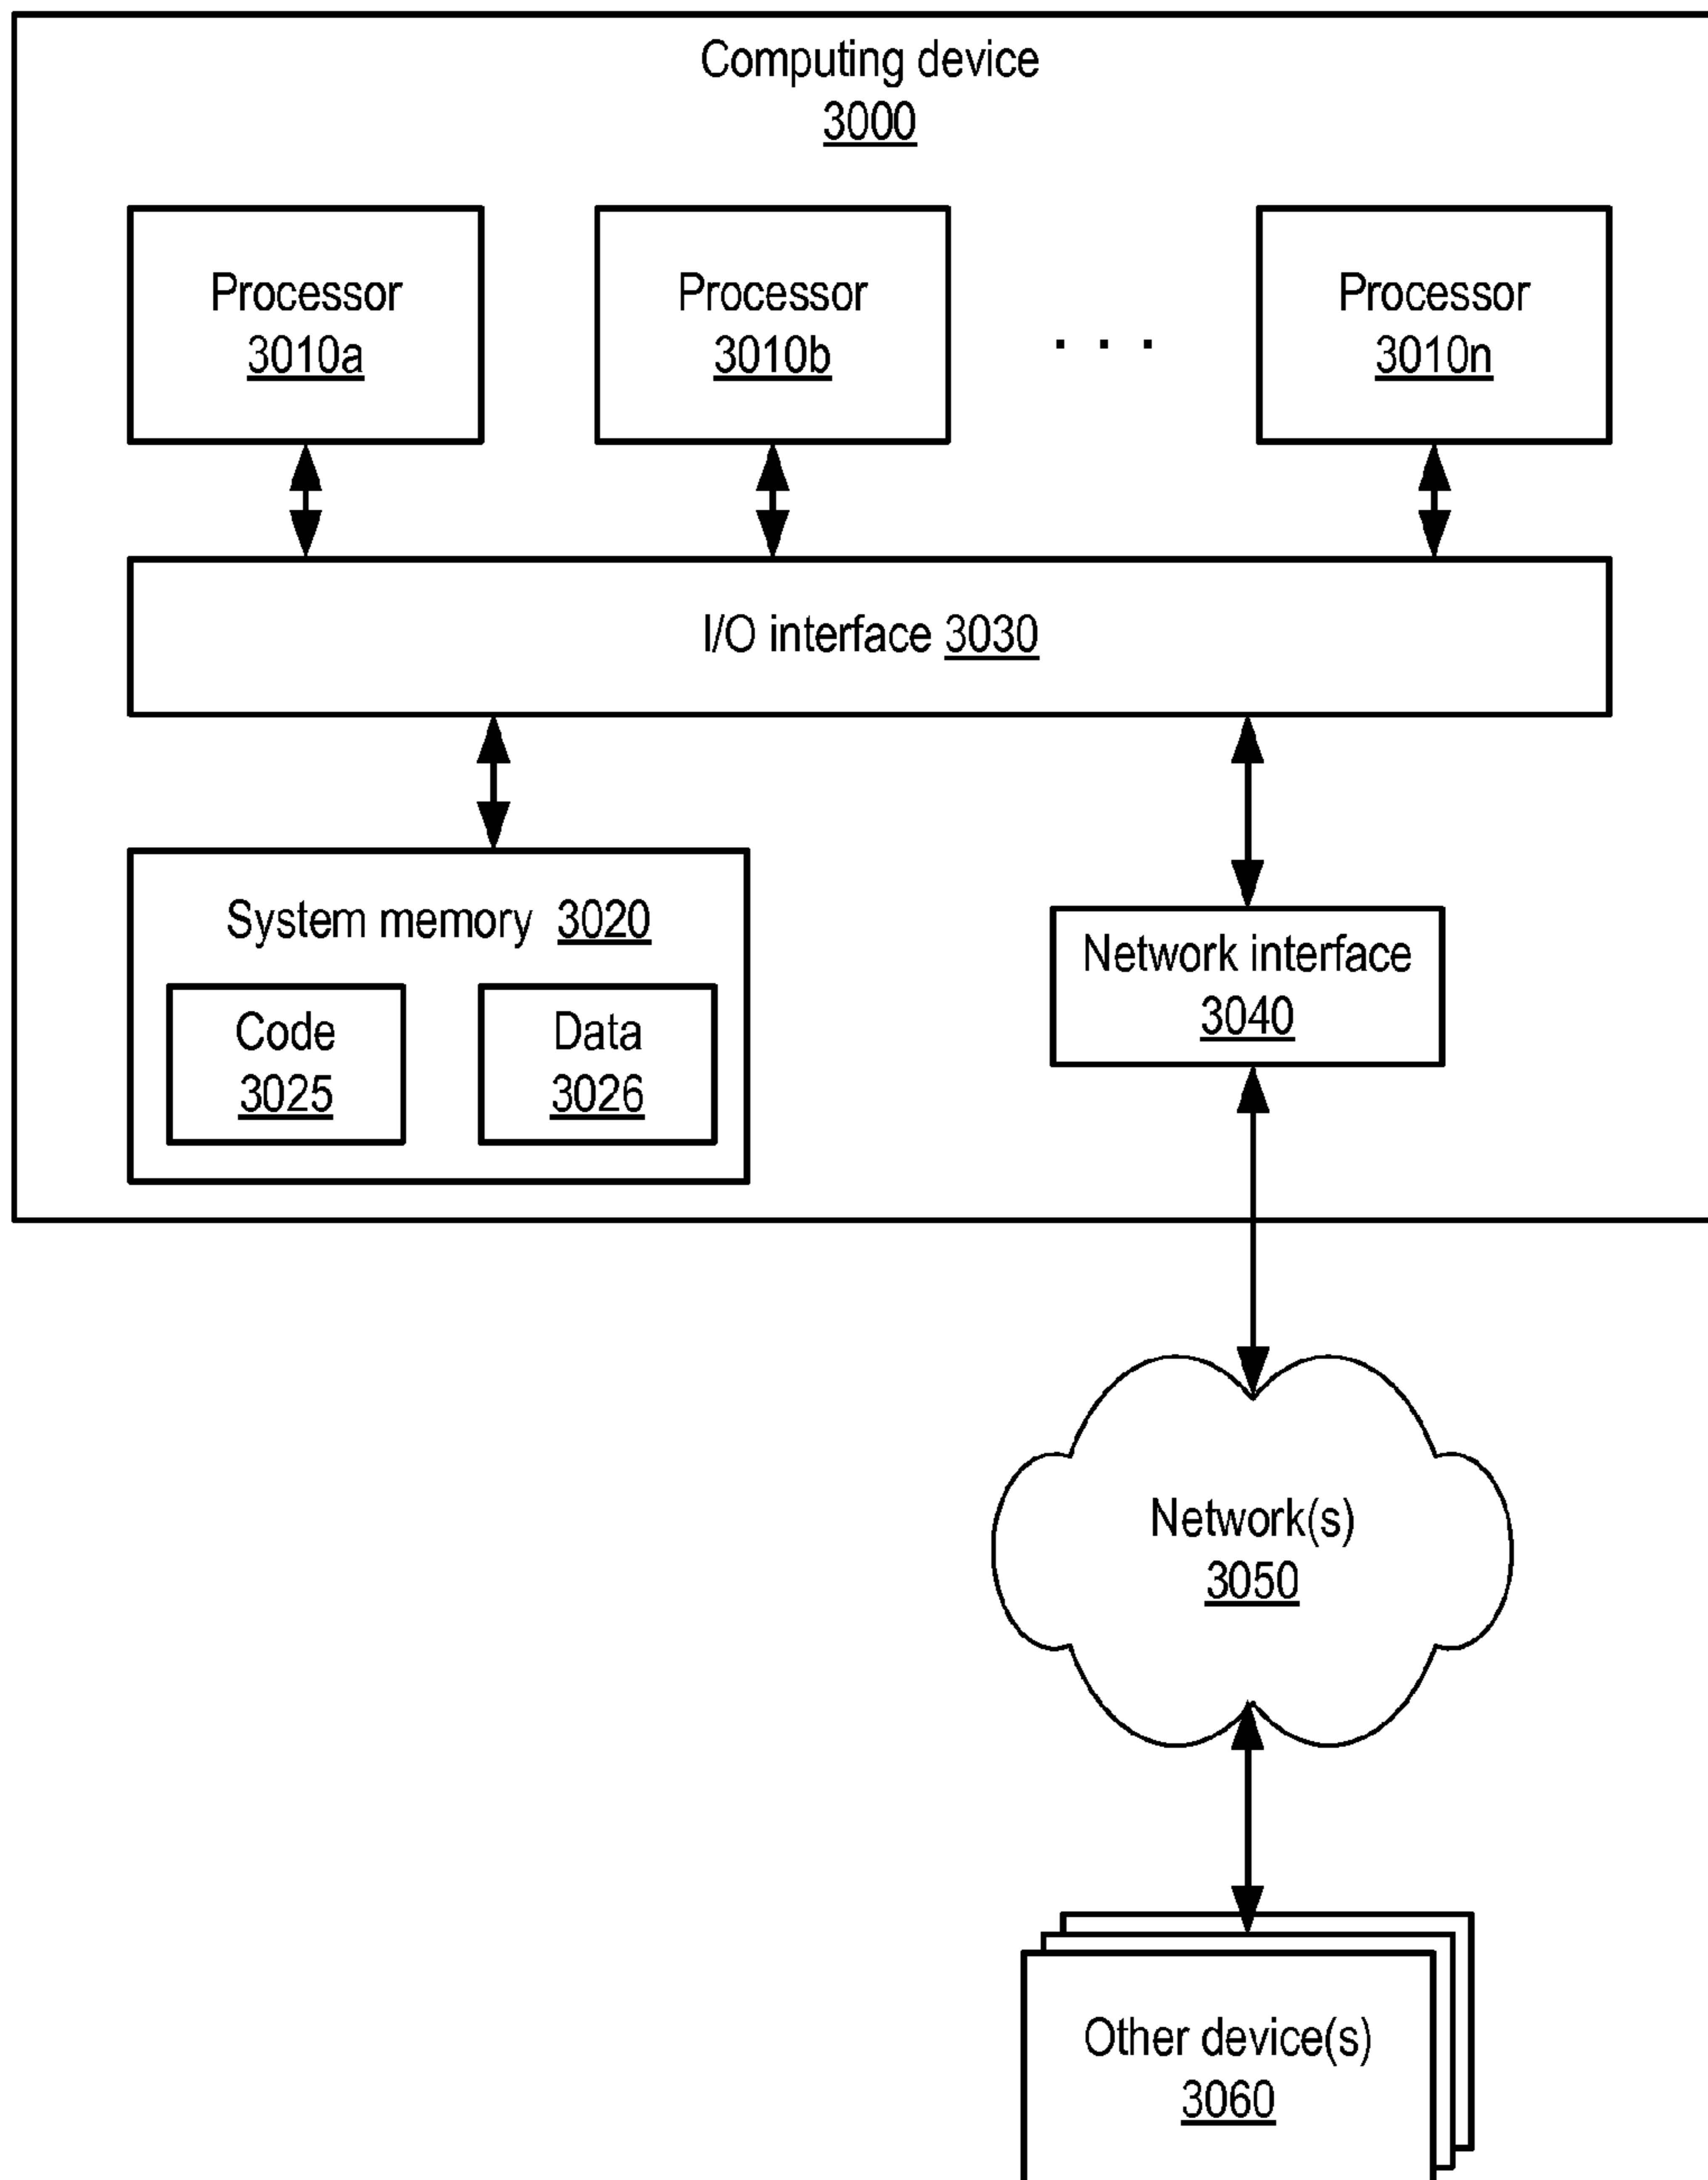 Computing device
3000
Processor
3010a
Processor
3010b
. . .
Processor
3010n
I/O interface 3030
System memory 3020
Code
3025
Data
3026
Network interface
3040
Network(s)
3050
Other device(s)
3060